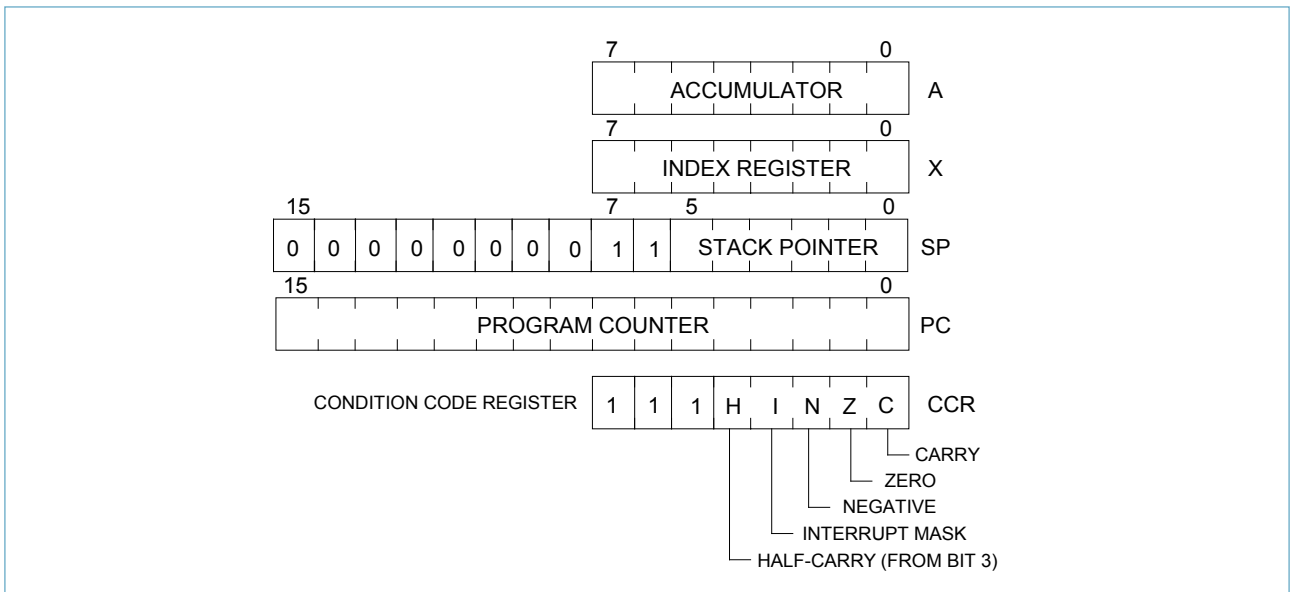 7 0
ACCUMULATOR A
7 0
INDEX REGISTER X
15 7 5 0
0 0 0 0 0 0 0 0 1 1 STACK POINTER SP
15 0
PROGRAM COUNTER PC
CONDITION CODE REGISTER 1 1 1 H I N Z C CCR
CARRY
ZERO
NEGATIVE
INTERRUPT MASK
HALF-CARRY (FROM BIT 3)